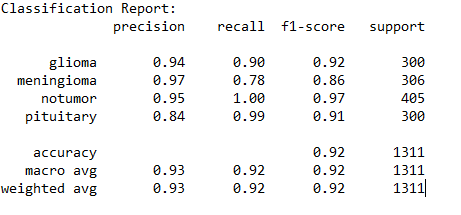 Classification Report:
precision recall f1-score support
glioma 0.94 0.90 0.92 300
meningioma 0.97 0.78 0.86 306
notumor 0.95 1.00 0.97 405
pituitary 0.84 0.99 0.91 300
accuracy 0.92 1311
macro avg 0.93 0.92 0.92 1311
weighted avg 0.93 0.92 0.92 1311